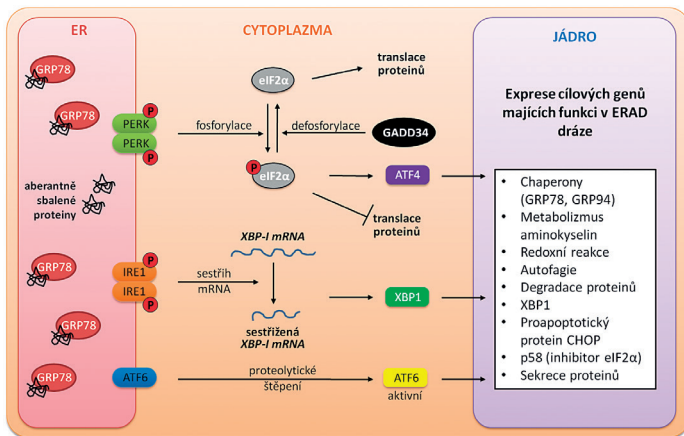 ER
CYTOPLAZMA
JÁDRO
GRP78
GRP78
PERK
PERK
P
P
aberantně
sbalené
proteiny
GRP78
IRE1
IRE1
P
P
GRP78
GRP78
ATF6
eIF2α
translace
proteinů
fosforylace
defosforylace
GADD34
P
eIF2α
ATF4
translace
proteinů
XBP-I mRNA
sestřih
mRNA
XBP1
sestřižená
XBP-I mRNA
proteolytické
štěpení
ATF6
aktivní
Exprese cílových genů
majících funkci v ERAD
dráze
• Chaperony
(GRP78, GRP94)
• Metabolizmus
aminokyselin
• Redoxní reakce
• Autofagie
• Degradace proteinů
• XBP1
• Proapoptotický
protein CHOP
• p58 (inhibitor eIF2α)
• Sekrece proteinů